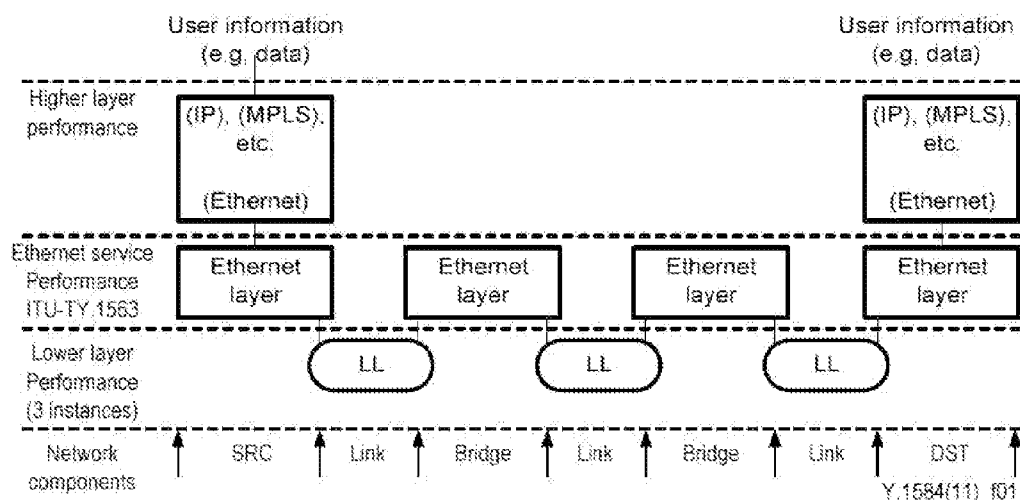 User information
(e.g. data)
User information
(e.g. data)
Higher layer
performance
(IP), (MPLS),
etc.
(Ethernet)
(IP), (MPLS),
etc.
(Ethernet)
Ethernet service
Performance
ITU-TY.1563
Ethernet
layer
Ethernet
layer
Ethernet
layer
Ethernet
layer
Lower layer
Performance
(3 instances)
LL
LL
LL
Network
components
SRC
Link
Bridge
Link
Bridge
Link
DST
Y.1584(11)_f01